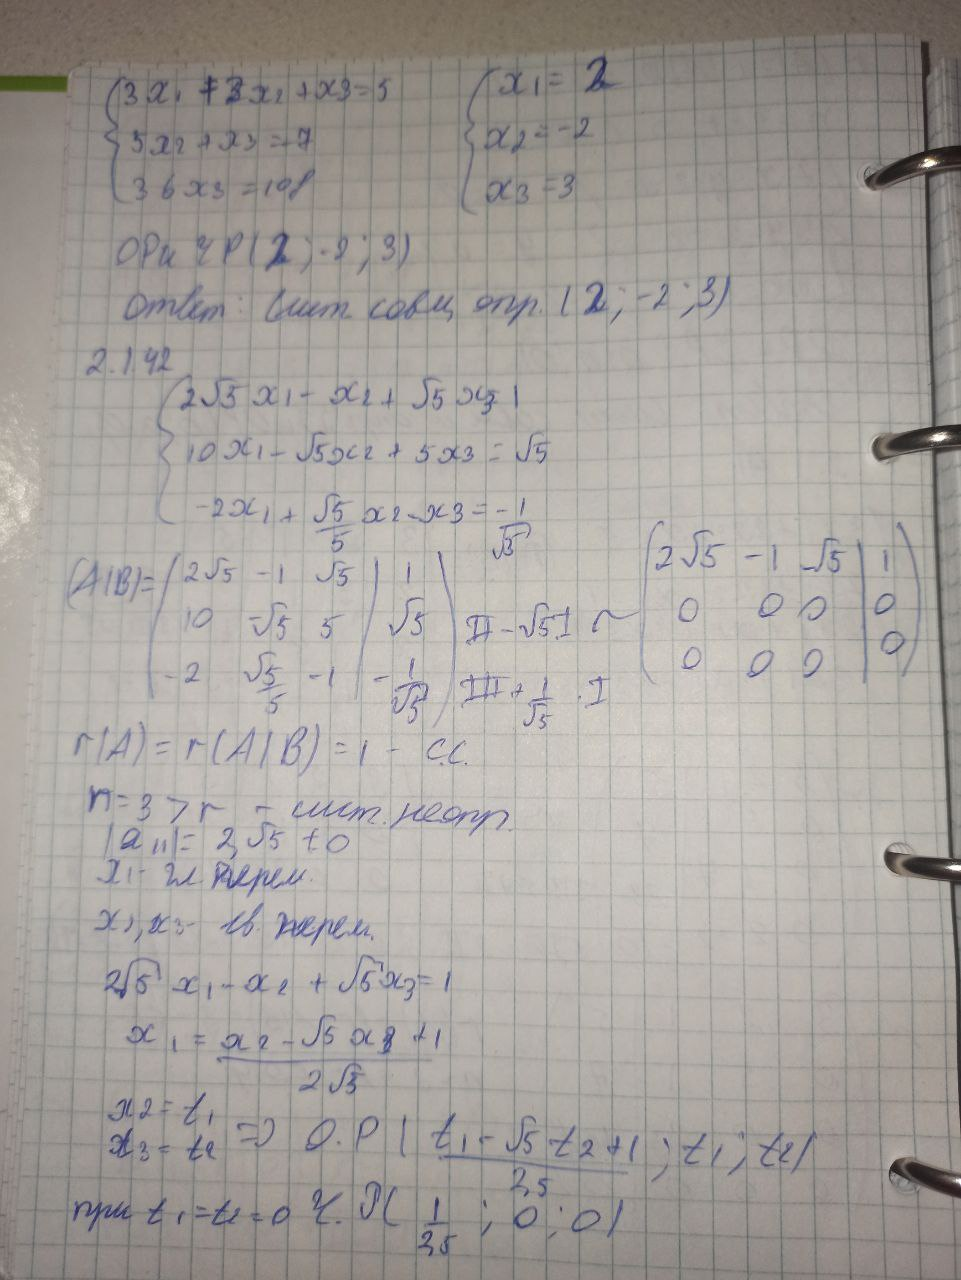 3x₁ + 3x₂ + x₃ = 5     x₁ = 2
5x₂ + x₃ = -7     x₂ = -2
36x₃ = 108     x₃ = 3
ОР и ЧР (2; -2; 3)
Ответ: сист совм, опр. (2; -2; 3)
2.1.42
2√5 x₁ - x₂ + √5 x₃ 1
10x₁ - √5x₂ + 5x₃ = √5
-2x₁ + √5/5 x₂ - x₃ = -1/√5
(A|B) = ( 2√5 -1 √5 | 1 ; 10 -√5 5 | √5 ; -2 √5/5 -1 | -1/√5 ) II - √5 I III + 1/√5 · I ~ ( 2√5 -1 √5 | 1 ; 0 0 0 | 0 ; 0 0 0 | 0 )
r(A) = r(A|B) = 1 - с.с.
n = 3 > r - сист. неопр.
|a₁₁| = 2√5 ≠ 0
x₁ - гл. перем.
x₂, x₃ - св. перем.
2√5 x₁ - x₂ + √5 x₃ = 1
x₁ = (x₂ - √5 x₃ + 1)/(2√5)
x₂ = t₁
x₃ = t₂ => О.Р ( (t₁ - √5 t₂ + 1)/2,5 ; t₁ ; t₂)
при t₁ = t₂ = 0 Ч.Р ( 1/2,5 ; 0 ; 0)